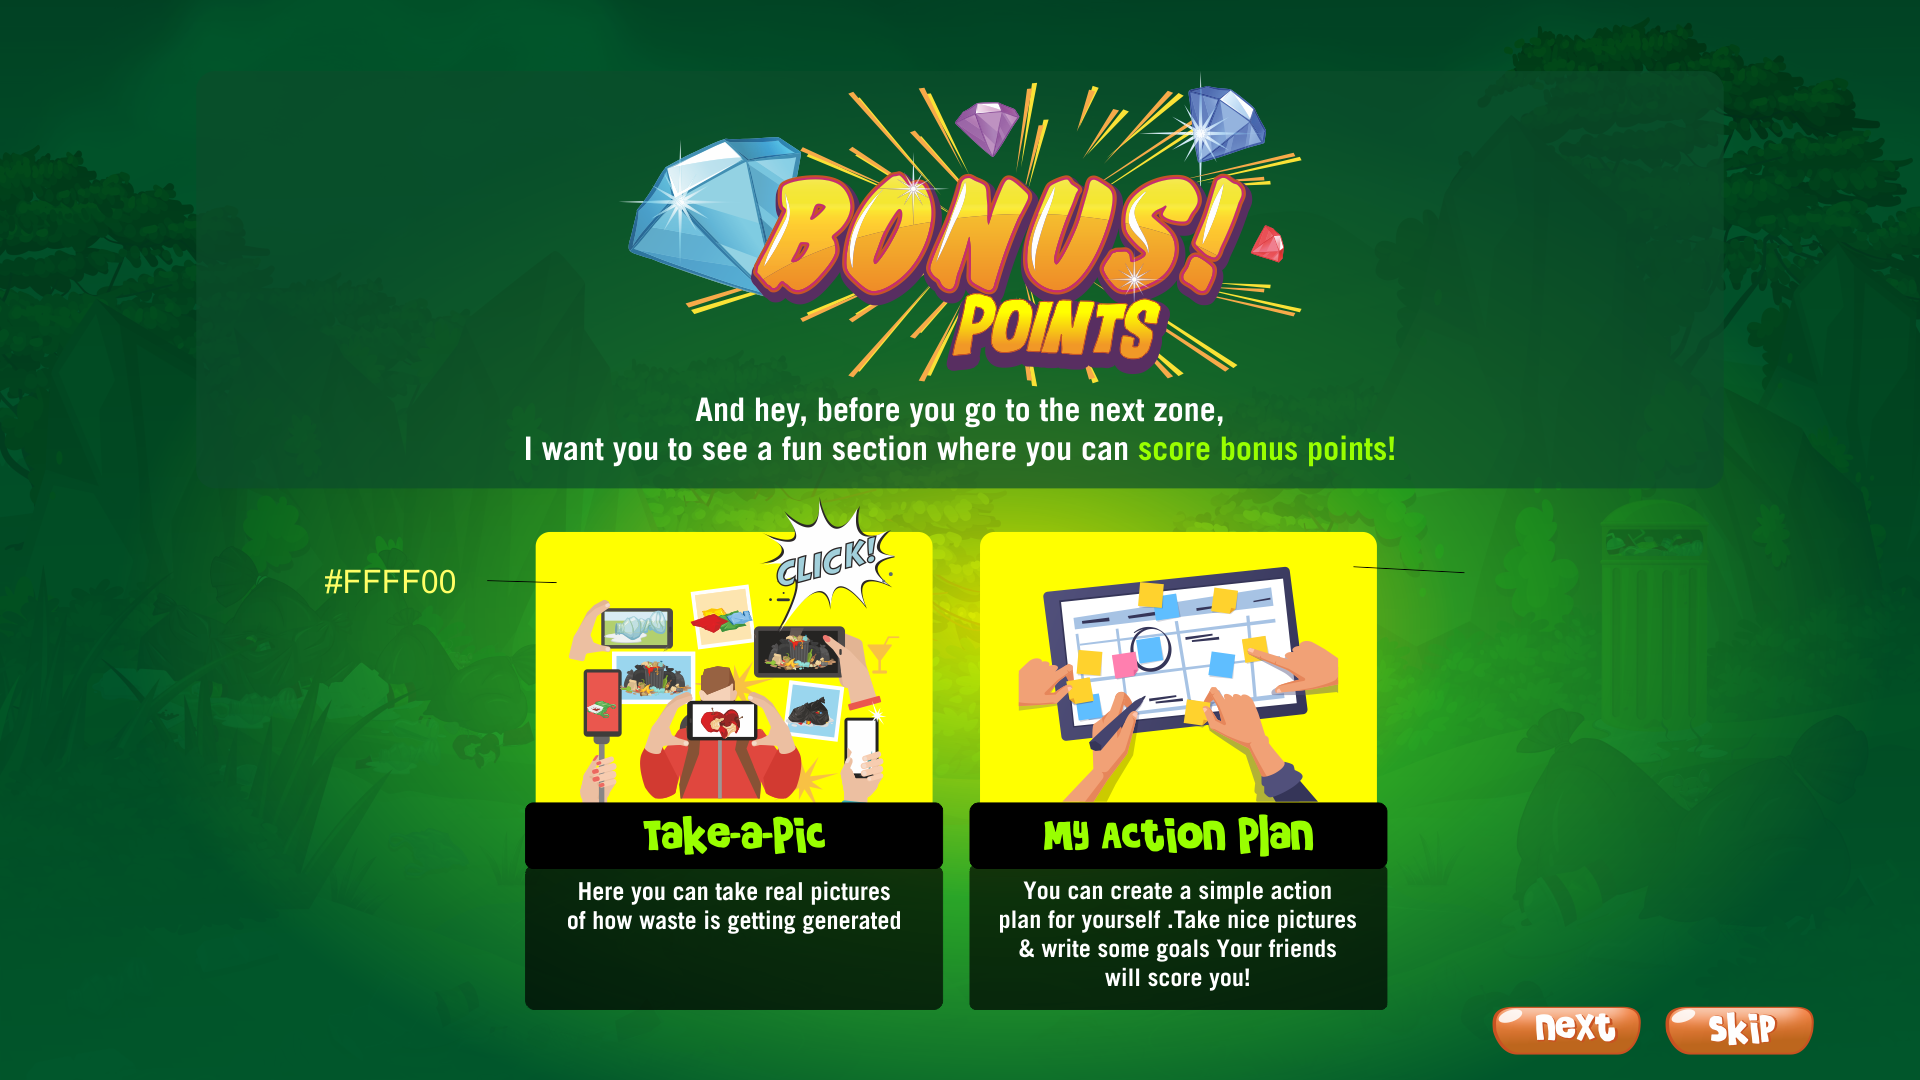 BONUS!
POINTS
And hey, before you go to the next zone,
I want you to see a fun section where you can score bonus points!
#FFFF00
CLICK!
Take-a-Pic
Here you can take real pictures
of how waste is getting generated
My Action Plan
You can create a simple action
plan for yourself .Take nice pictures
& write some goals Your friends
will score you!
next
skip